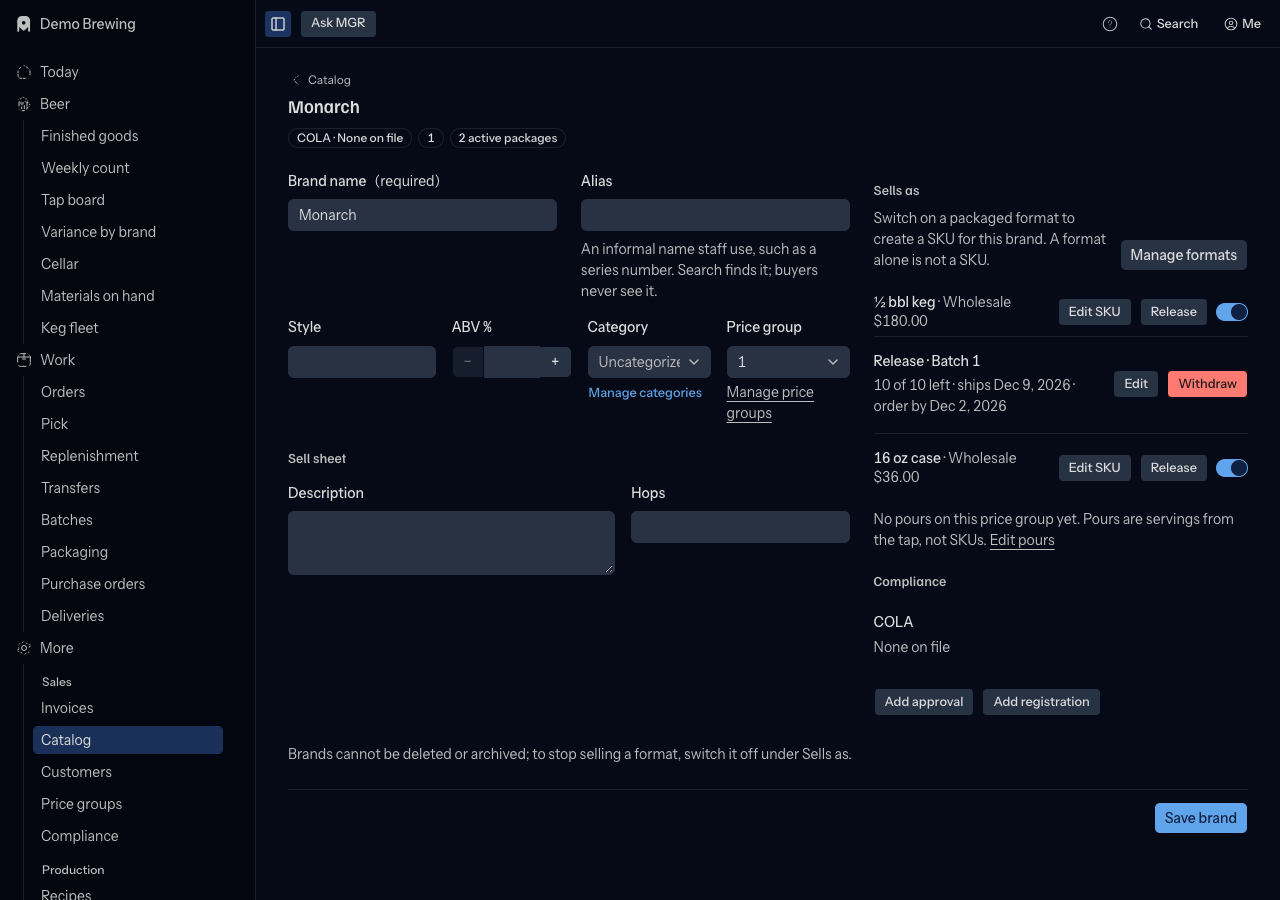 Demo Brewing
Ask MGR
Search
Me
Today
Beer
Finished goods
Weekly count
Tap board
Variance by brand
Cellar
Materials on hand
Keg fleet
Work
Orders
Pick
Replenishment
Transfers
Batches
Packaging
Purchase orders
Deliveries
More
Sales
Invoices
Catalog
Customers
Price groups
Compliance
Production
Recipes
Catalog
Monarch
COLA · None on file
1
2 active packages
Brand name (required)
Monarch
Alias
An informal name staff use, such as a
series number. Search finds it; buyers
never see it.
Style
ABV %
−
+
Category
Uncategorize
Manage categories
Price group
1
Manage price
groups
Sell sheet
Description
Hops
Sells as
Switch on a packaged format to
create a SKU for this brand. A format
alone is not a SKU.
Manage formats
½ bbl keg · Wholesale
$180.00
Edit SKU
Release
Release · Batch 1
10 of 10 left · ships Dec 9, 2026 ·
order by Dec 2, 2026
Edit
Withdraw
16 oz case · Wholesale
$36.00
Edit SKU
Release
No pours on this price group yet. Pours are servings from
the tap, not SKUs. Edit pours
Compliance
COLA
None on file
Add approval
Add registration
Brands cannot be deleted or archived; to stop selling a format, switch it off under Sells as.
Save brand